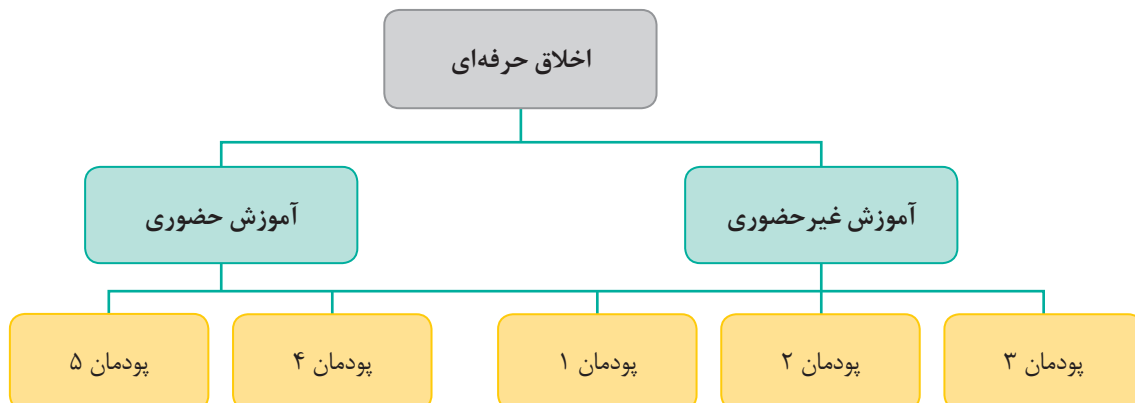 اخلاق حرفه‌ای
آموزش غیرحضوری
آموزش حضوری
پودمان ۳
پودمان ۲
پودمان ۱
پودمان ۴
پودمان ۵